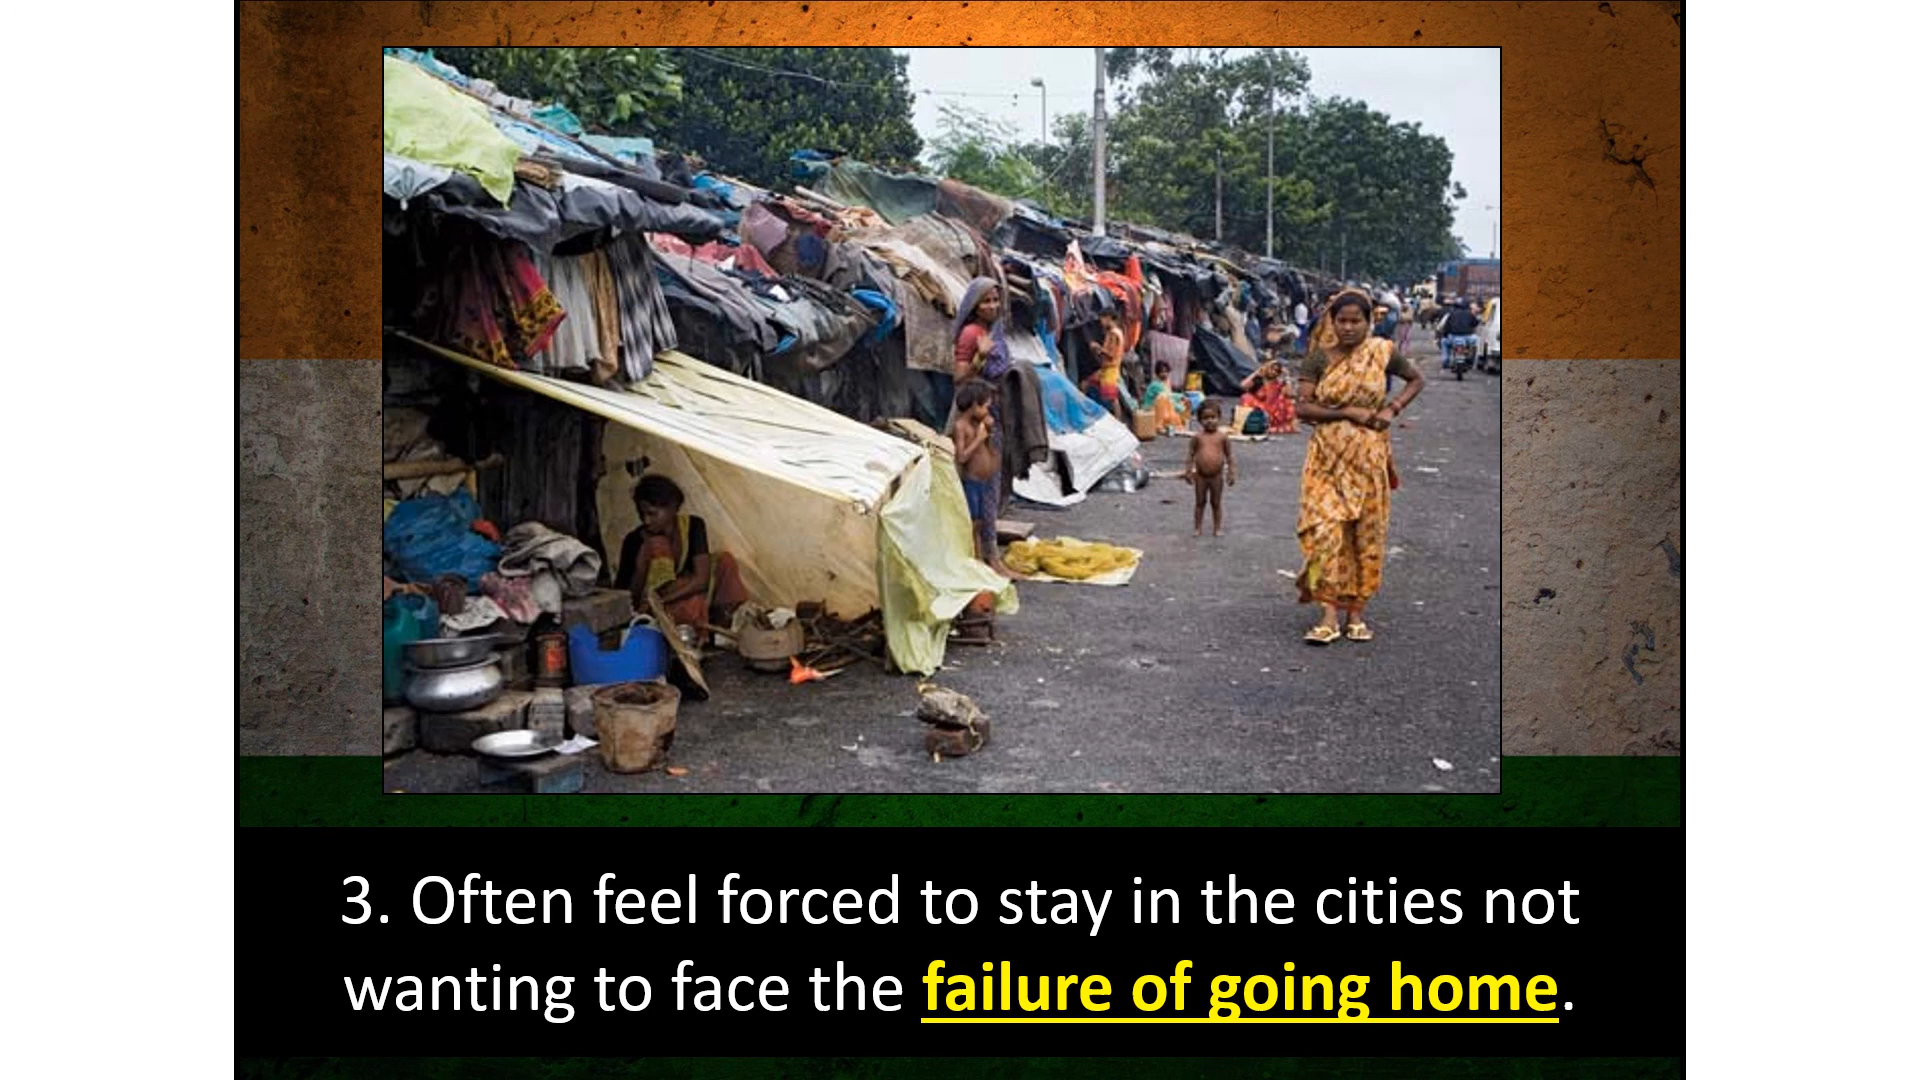 3. Often feel forced to stay in the cities not
wanting to face the failure of going home.